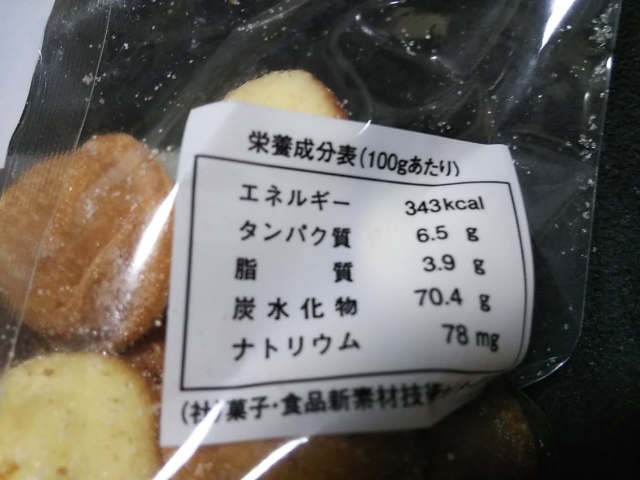 栄養成分表(100gあたり)
エネルギー 343kcal
タンパク質 6.5 g
脂質 3.9 g
炭水化物 70.4 g
ナトリウム 78 mg
(社)菓子・食品新素材技術